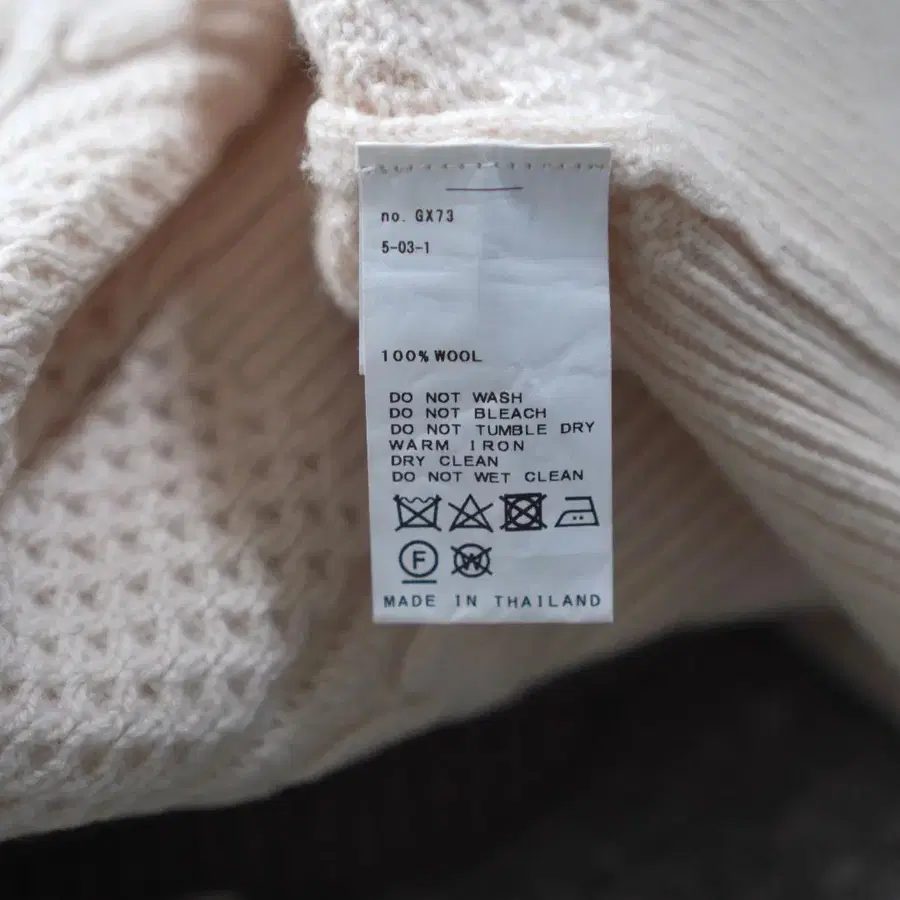 no. GX73
5-03-1
100% WOOL
DO NOT WASH
DO NOT BLEACH
DO NOT TUMBLE DRY
WARM IRON
DRY CLEAN
DO NOT WET CLEAN
F W
MADE IN THAILAND